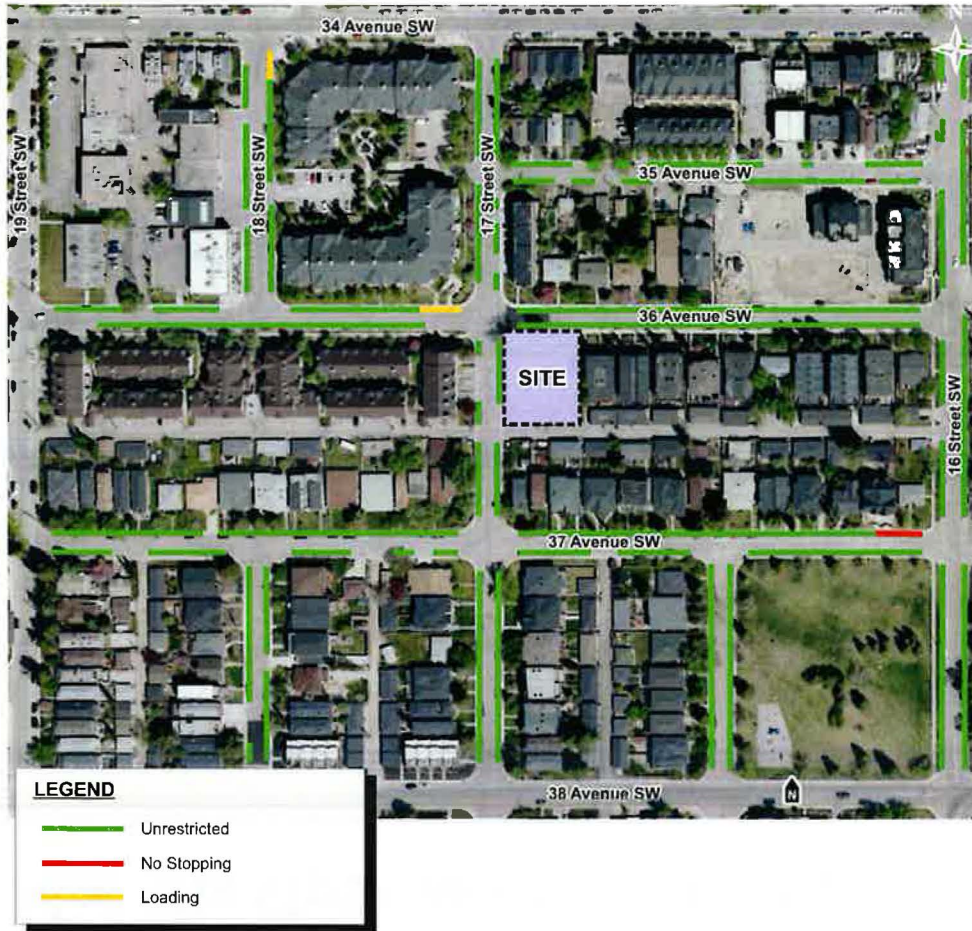 34 Avenue SW
19 Street SW
18 Street SW
17 Street SW
35 Avenue SW
36 Avenue SW
SITE
16 Street SW
37 Avenue SW
38 Avenue SW
N
LEGEND
Unrestricted
No Stopping
Loading